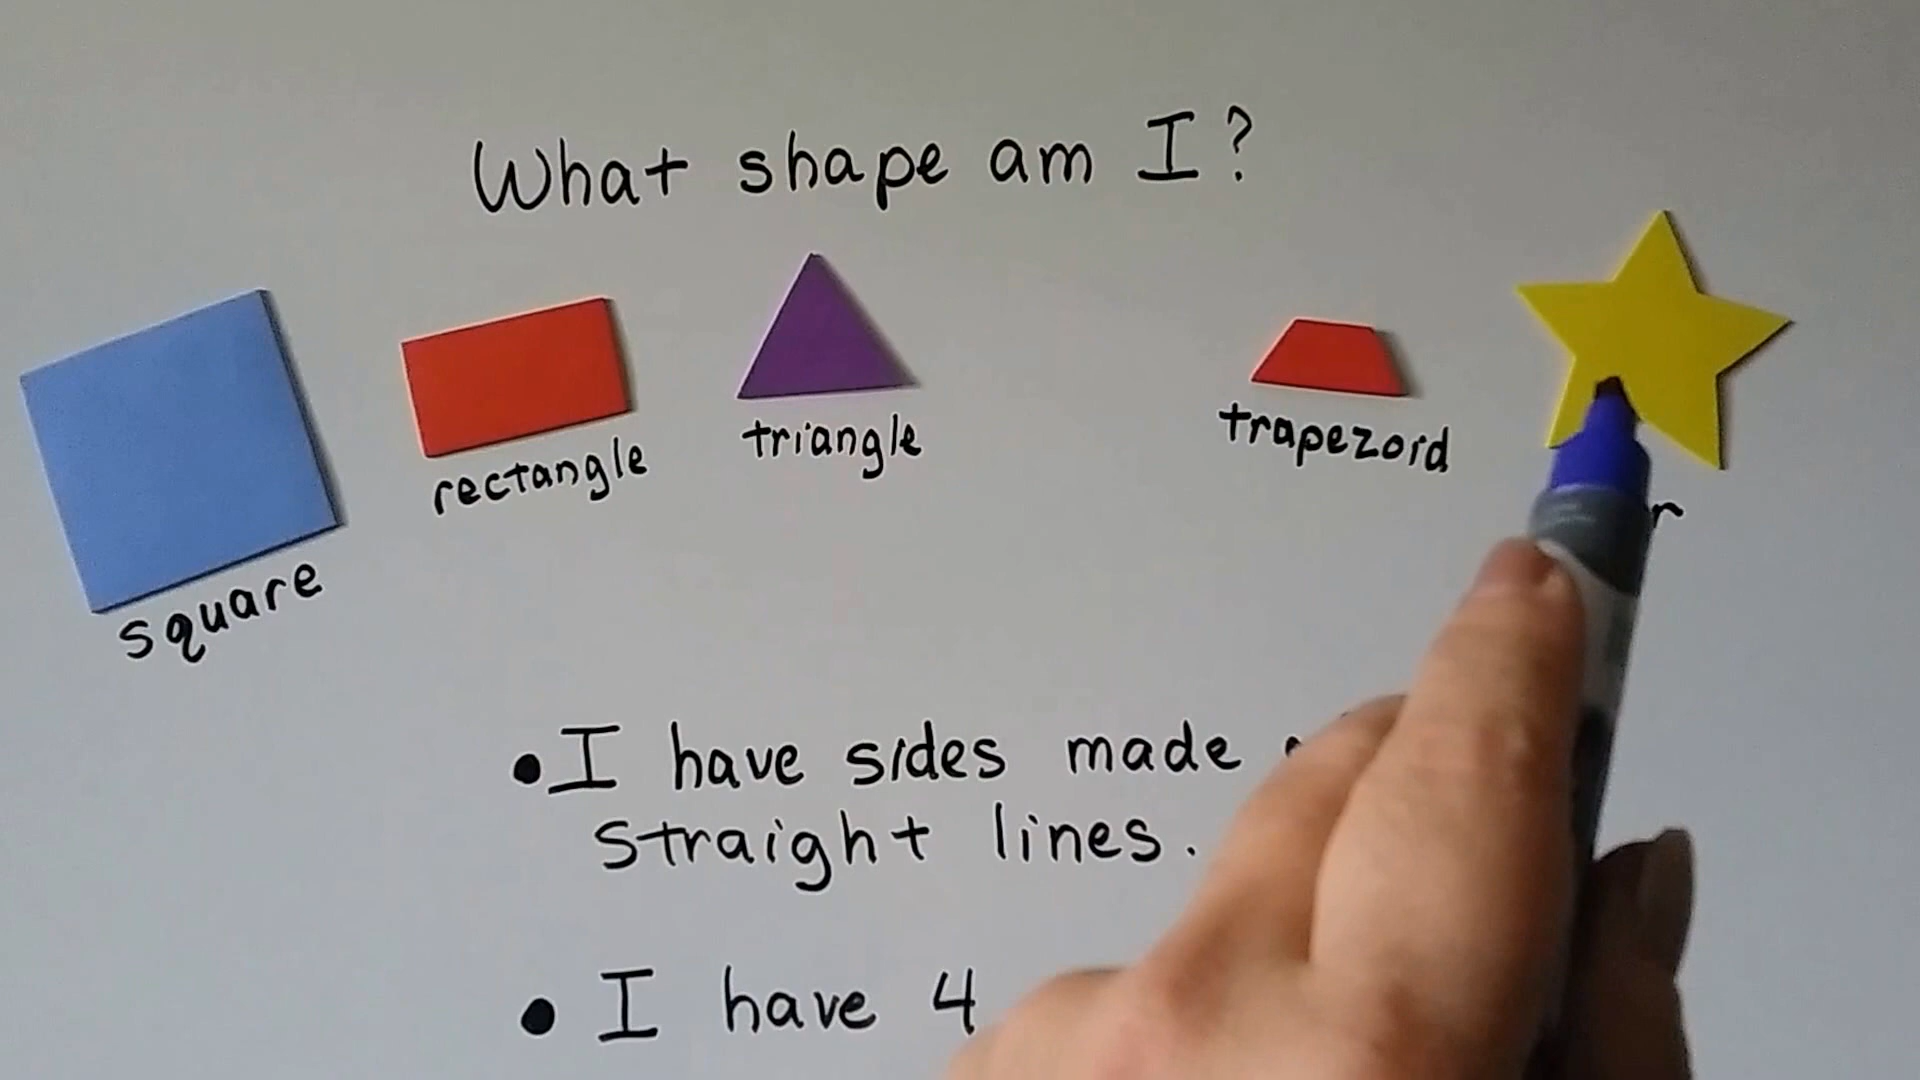 What shape am I?
square
rectangle
triangle
trapezoid
r
• I have sides made
straight lines.
• I have 4